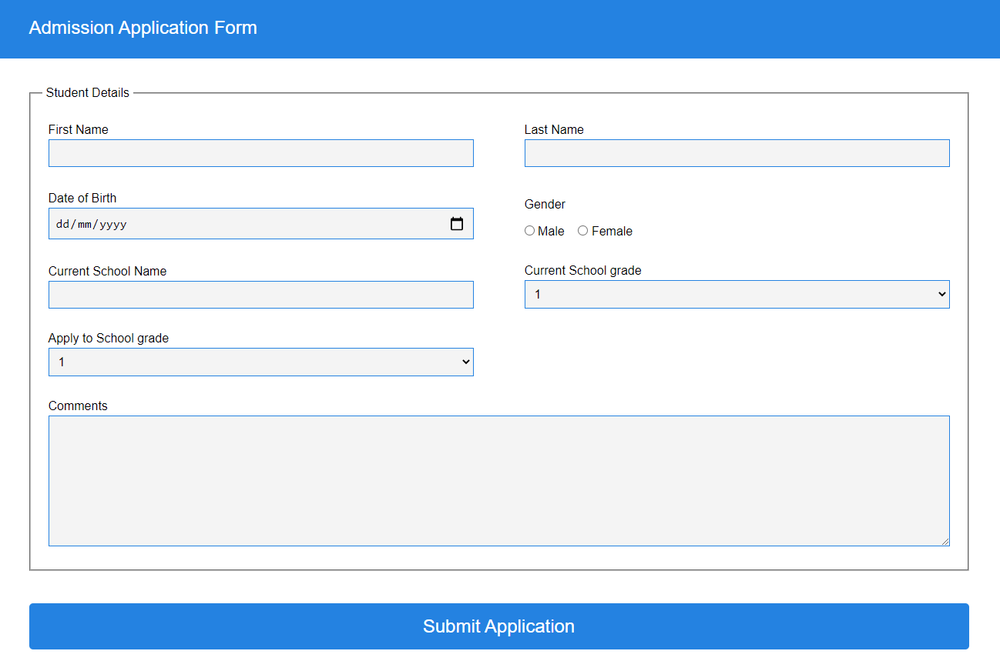 Admission Application Form
Student Details
First Name
Last Name
Date of Birth
dd/mm/yyyy
Gender
Male
Female
Current School Name
Current School grade
1
Apply to School grade
1
Comments
Submit Application